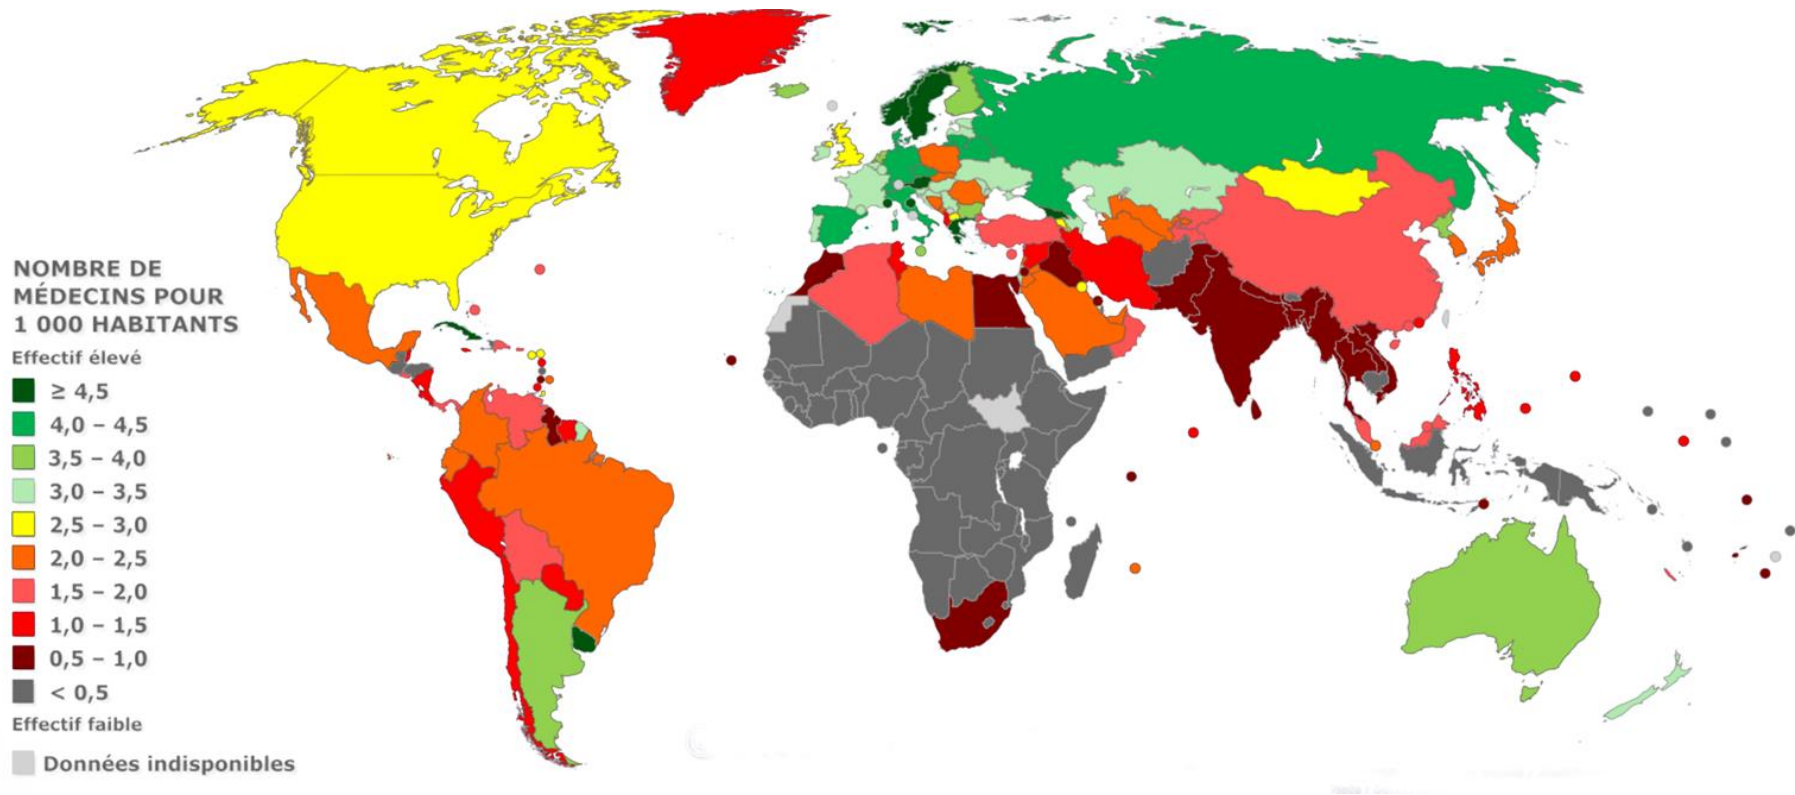 NOMBRE DE
MÉDECINS POUR
1 000 HABITANTS
Effectif élevé
≥ 4,5
4,0 – 4,5
3,5 – 4,0
3,0 – 3,5
2,5 – 3,0
2,0 – 2,5
1,5 – 2,0
1,0 – 1,5
0,5 – 1,0
< 0,5
Effectif faible
Données indisponibles